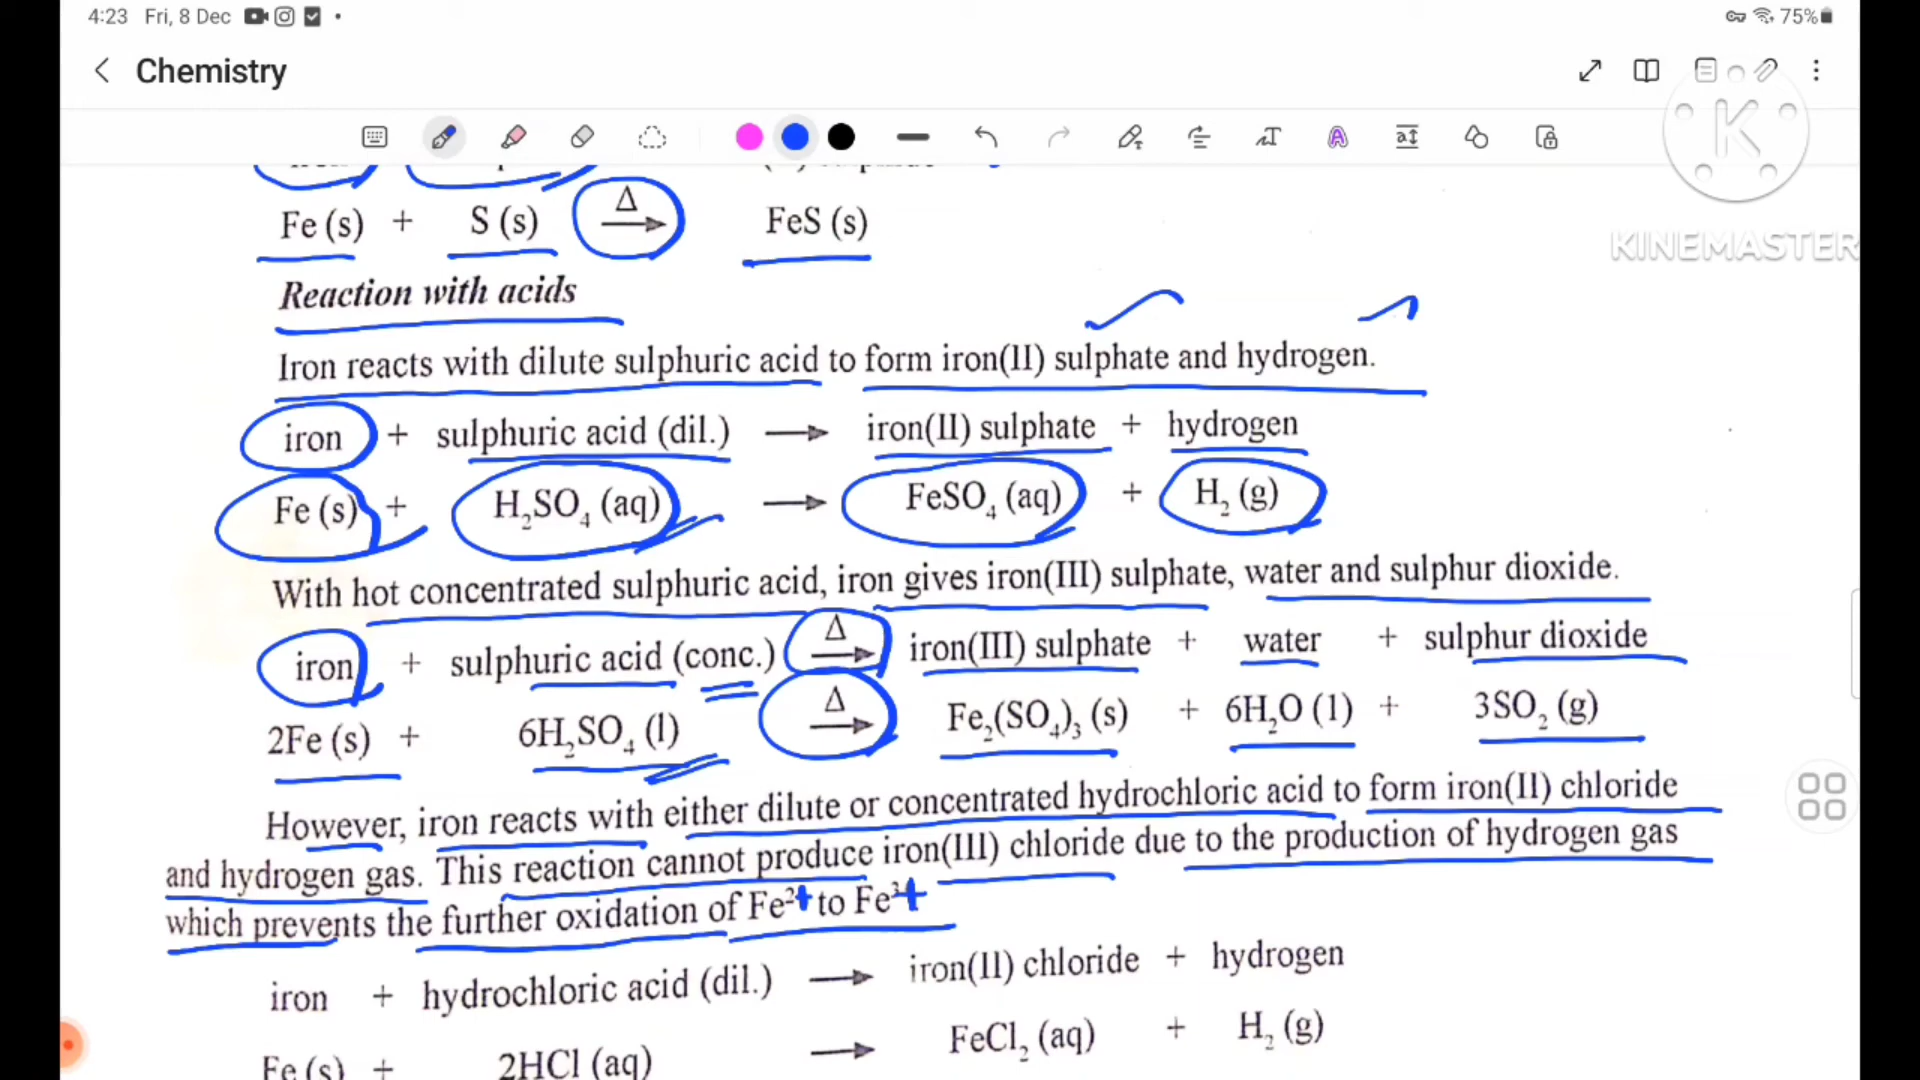 4:23 Fri, 8 Dec
75%
Chemistry
K
KINEMASTER
Fe (s) + S (s) Δ → FeS (s)
Reaction with acids
Iron reacts with dilute sulphuric acid to form iron(II) sulphate and hydrogen.
iron + sulphuric acid (dil.) → iron(II) sulphate + hydrogen
Fe (s) + H₂SO₄ (aq) → FeSO₄ (aq) + H₂ (g)
With hot concentrated sulphuric acid, iron gives iron(III) sulphate, water and sulphur dioxide.
iron + sulphuric acid (conc.) Δ → iron(III) sulphate + water + sulphur dioxide
2Fe (s) + 6H₂SO₄ (l) Δ → Fe₂(SO₄)₃ (s) + 6H₂O (l) + 3SO₂ (g)
However, iron reacts with either dilute or concentrated hydrochloric acid to form iron(II) chloride
and hydrogen gas. This reaction cannot produce iron(III) chloride due to the production of hydrogen gas
which prevents the further oxidation of Fe²⁺ to Fe³⁺
iron + hydrochloric acid (dil.) → iron(II) chloride + hydrogen
Fe (s) + 2HCl (aq) → FeCl₂ (aq) + H₂ (g)